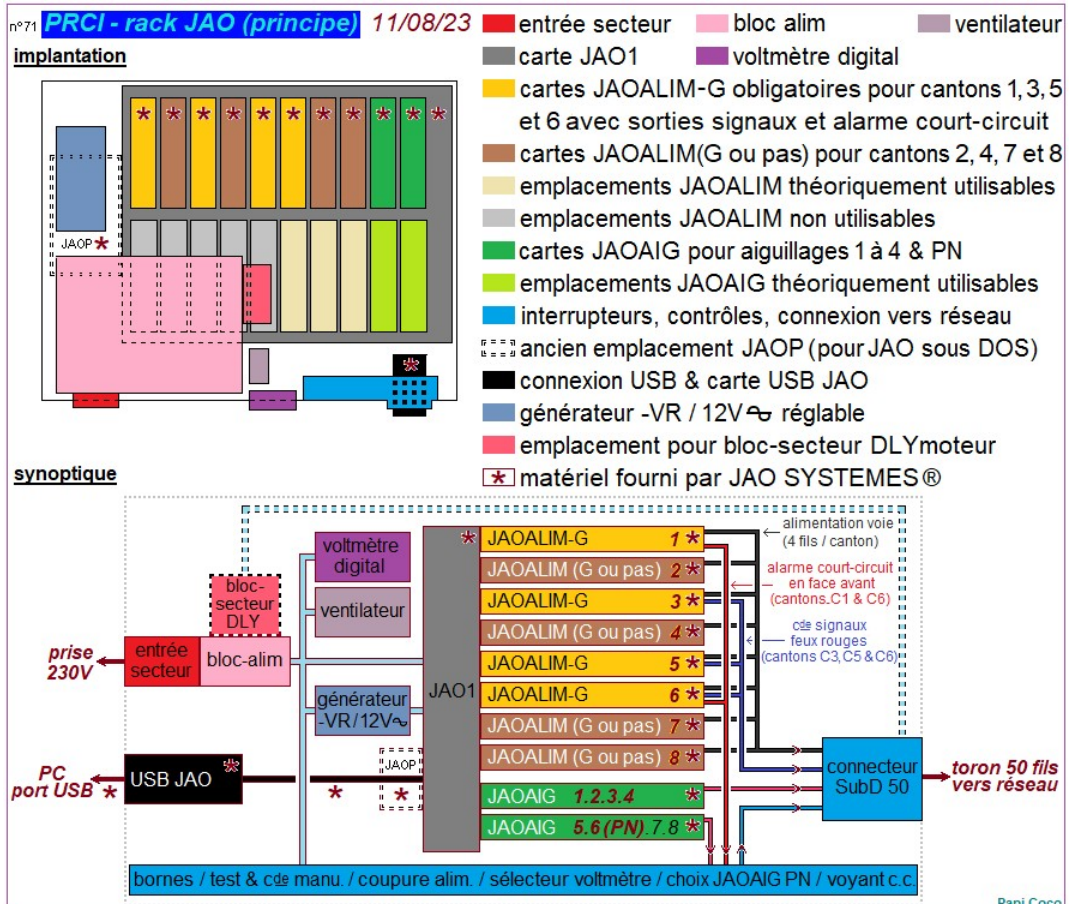 n°71 PRCI - rack JAO (principe) 11/08/23
entrée secteur
bloc alim
ventilateur
implantation
carte JAO1
voltmètre digital
cartes JAOALIM-G obligatoires pour cantons 1, 3, 5
et 6 avec sorties signaux et alarme court-circuit
cartes JAOALIM(G ou pas) pour cantons 2, 4, 7 et 8
emplacements JAOALIM théoriquement utilisables
emplacements JAOALIM non utilisables
cartes JAOAIG pour aiguillages 1 à 4 & PN
emplacements JAOAIG théoriquement utilisables
interrupteurs, contrôles, connexion vers réseau
ancien emplacement JAOP (pour JAO sous DOS)
connexion USB & carte USB JAO
générateur -VR / 12V réglable
emplacement pour bloc-secteur DLYmoteur
* matériel fourni par JAO SYSTEMES®
* * * * * * * * * *
JAOP *
*
synoptique
voltmètre
digital
ventilateur
bloc-
secteur
DLY
prise
230V
entrée
secteur
bloc-alim
générateur
-VR/12V
JAO1
*
JAOALIM-G 1 *
JAOALIM (G ou pas) 2 *
JAOALIM-G 3 *
JAOALIM (G ou pas) 4 *
JAOALIM-G 5 *
JAOALIM-G 6 *
JAOALIM (G ou pas) 7 *
JAOALIM (G ou pas) 8 *
JAOAIG 1.2.3.4 *
JAOAIG 5.6(PN).7.8 *
alimentation voie
(4 fils / canton)
alarme court-circuit
en face avant
(cantons.C1 & C6)
cde signaux
feux rouges
(cantons C3,C5 &C6)
PC
port USB *
USB JAO *
*
JAOP
*
connecteur
SubD 50
toron 50 fils
vers réseau
bornes / test & cde manu. / coupure alim. / sélecteur voltmètre / choix JAOAIG PN / voyant c.c.
Papi Coco